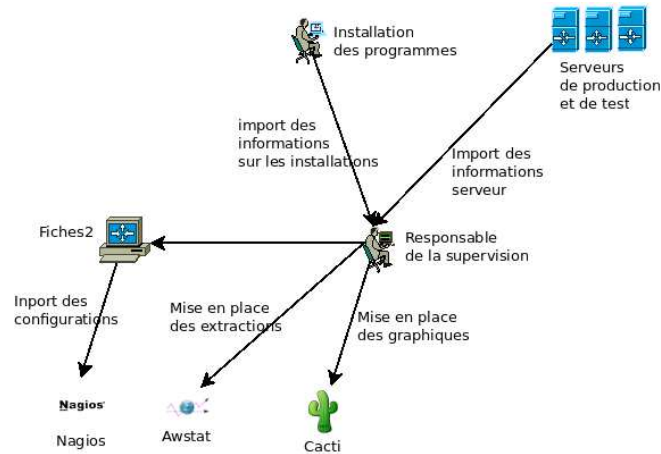 Installation
des programmes
Serveurs
de production
et de test
import des
informations
sur les installations
Import des
informations
serveur
Fiches2
Responsable
de la supervision
Inport des
configurations
Mise en place
des extractions
Mise en place
des graphiques
Nagios
Nagios
Awstat
Cacti